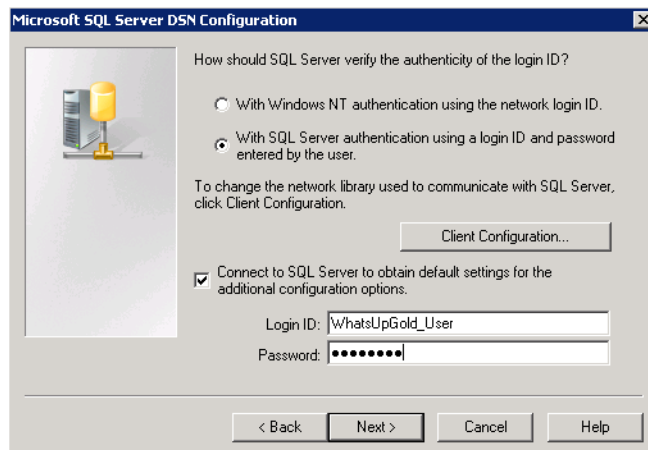 Microsoft SQL Server DSN Configuration
How should SQL Server verify the authenticity of the login ID?
With Windows NT authentication using the network login ID.
With SQL Server authentication using a login ID and password
entered by the user.
To change the network library used to communicate with SQL Server,
click Client Configuration.
Client Configuration...
Connect to SQL Server to obtain default settings for the
additional configuration options.
Login ID: WhatsUpGold_User
Password: ●●●●●●●●
< Back Next > Cancel Help